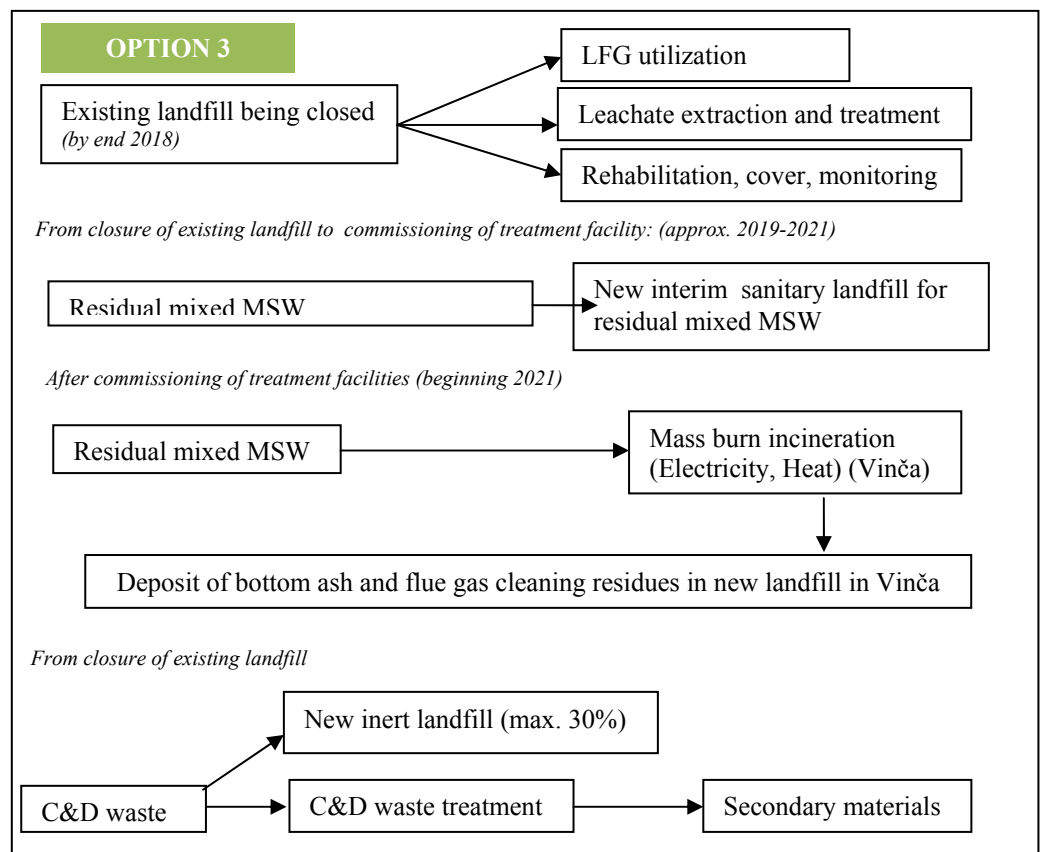 OPTION 3
LFG utilization
Existing landfill being closed
(by end 2018)
Leachate extraction and treatment
Rehabilitation, cover, monitoring
From closure of existing landfill to  commissioning of treatment facility: (approx. 2019-2021)
Residual mixed MSW
New interim  sanitary landfill for
residual mixed MSW
After commissioning of treatment facilities (beginning 2021)
Residual mixed MSW
Mass burn incineration
(Electricity, Heat) (Vinča)
Deposit of bottom ash and flue gas cleaning residues in new landfill in Vinča
From closure of existing landfill
New inert landfill (max. 30%)
C&D waste
C&D waste treatment
Secondary materials